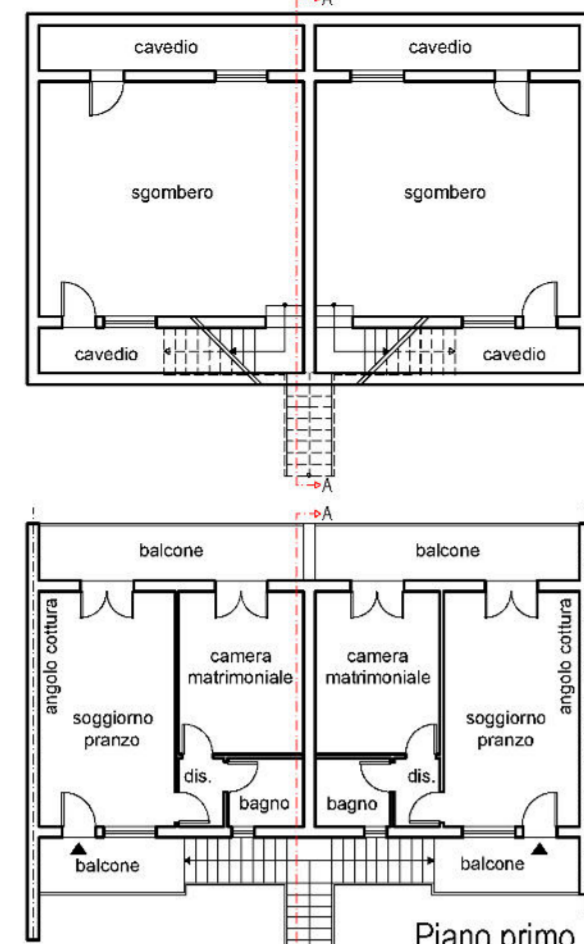 A
cavedio
cavedio
sgombero
sgombero
cavedio
cavedio
A
A
balcone
balcone
angolo cottura
camera
matrimoniale
camera
matrimoniale
angolo cottura
soggiorno
pranzo
soggiorno
pranzo
dis.
dis.
bagno
bagno
balcone
balcone
Piano primo